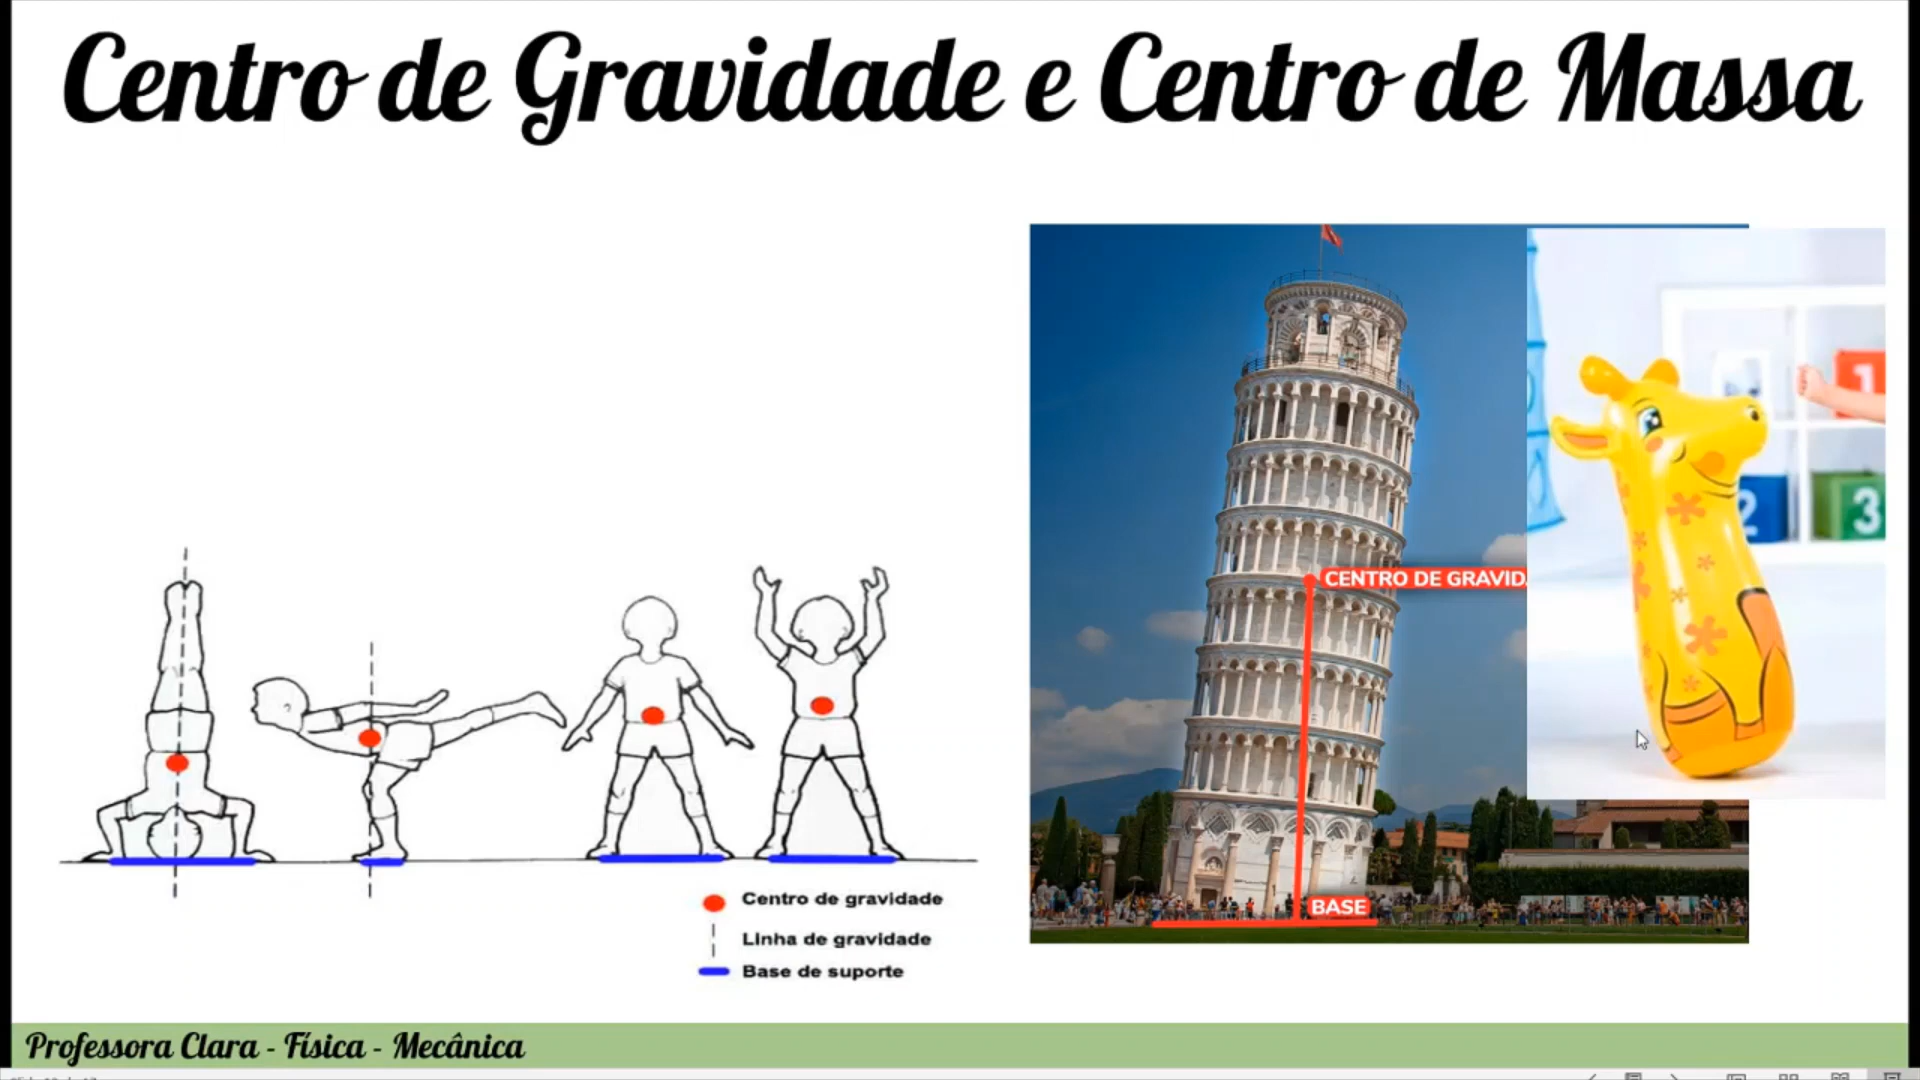 Centro de Gravidade e Centro de Massa
CENTRO DE GRAVID
BASE
1
2
3
Centro de gravidade
Linha de gravidade
Base de suporte
Professora Clara - Física - Mecânica